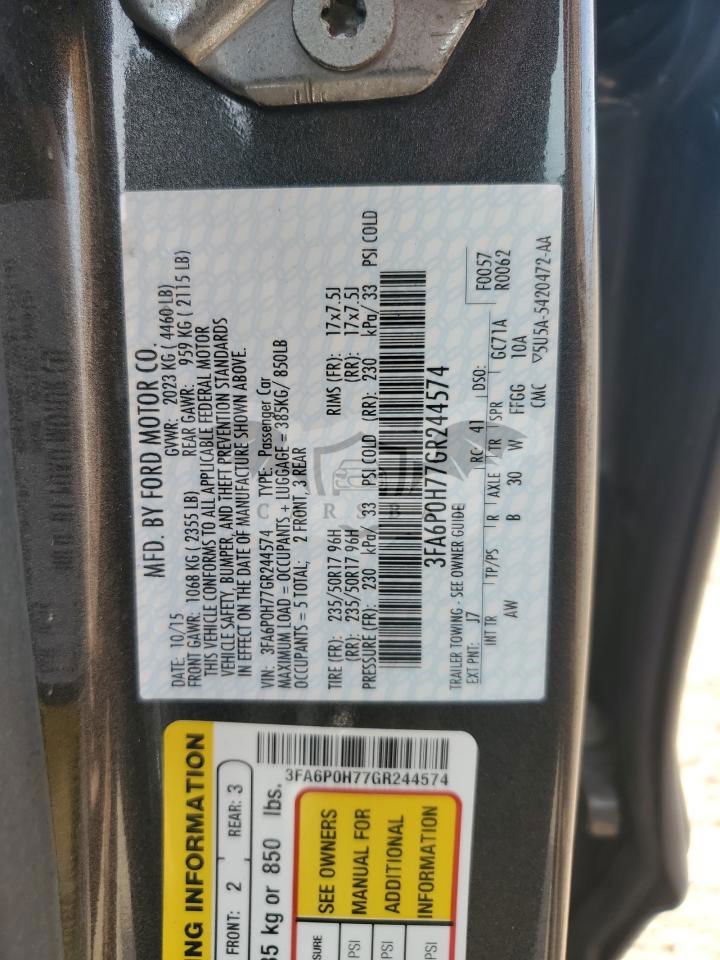 MFD. BY FORD MOTOR CO.
DATE: 10/15 GVWR: 2023 KG ( 4460 LB)
FRONT GAWR: 1068 KG ( 2355 LB) REAR GAWR: 959 KG ( 2115 LB)
THIS VEHICLE CONFORMS TO ALL APPLICABLE FEDERAL MOTOR
VEHICLE SAFETY, BUMPER, AND THEFT PREVENTION STANDARDS
IN EFFECT ON THE DATE OF MANUFACTURE SHOWN ABOVE.
VIN: 3FA6P0H77GR244574 TYPE: Passenger Car
MAXIMUM LOAD = OCCUPANTS + LUGGAGE = 385KG/ 850LB
OCCUPANTS = 5 TOTAL; 2 FRONT, 3 REAR
TIRE (FR): 235/50R17 96H RIMS (FR): 17x7.5J
(RR): 235/50R17 96H (RR): 17x7.5J
PRESSURE (FR): 230 kPa/ 33 PSI COLD (RR): 230 kPa/ 33 PSI COLD
3FA6P0H77GR244574
TRAILER TOWING - SEE OWNER GUIDE
EXT PNT: J7 RC: 41 DSO: F0057
INT TR TP/PS R AXLE TR SPR GC71A R0062
AW B 30 W FFGG 10A
CMC ▽5U5A-5420472-AA
NG INFORMATION
FRONT: 2 REAR: 3
85 kg or 850 lbs.
3FA6P0H77GR244574
SEE OWNERS
MANUAL FOR
ADDITIONAL
INFORMATION
SSURE
PSI
PSI
PSI